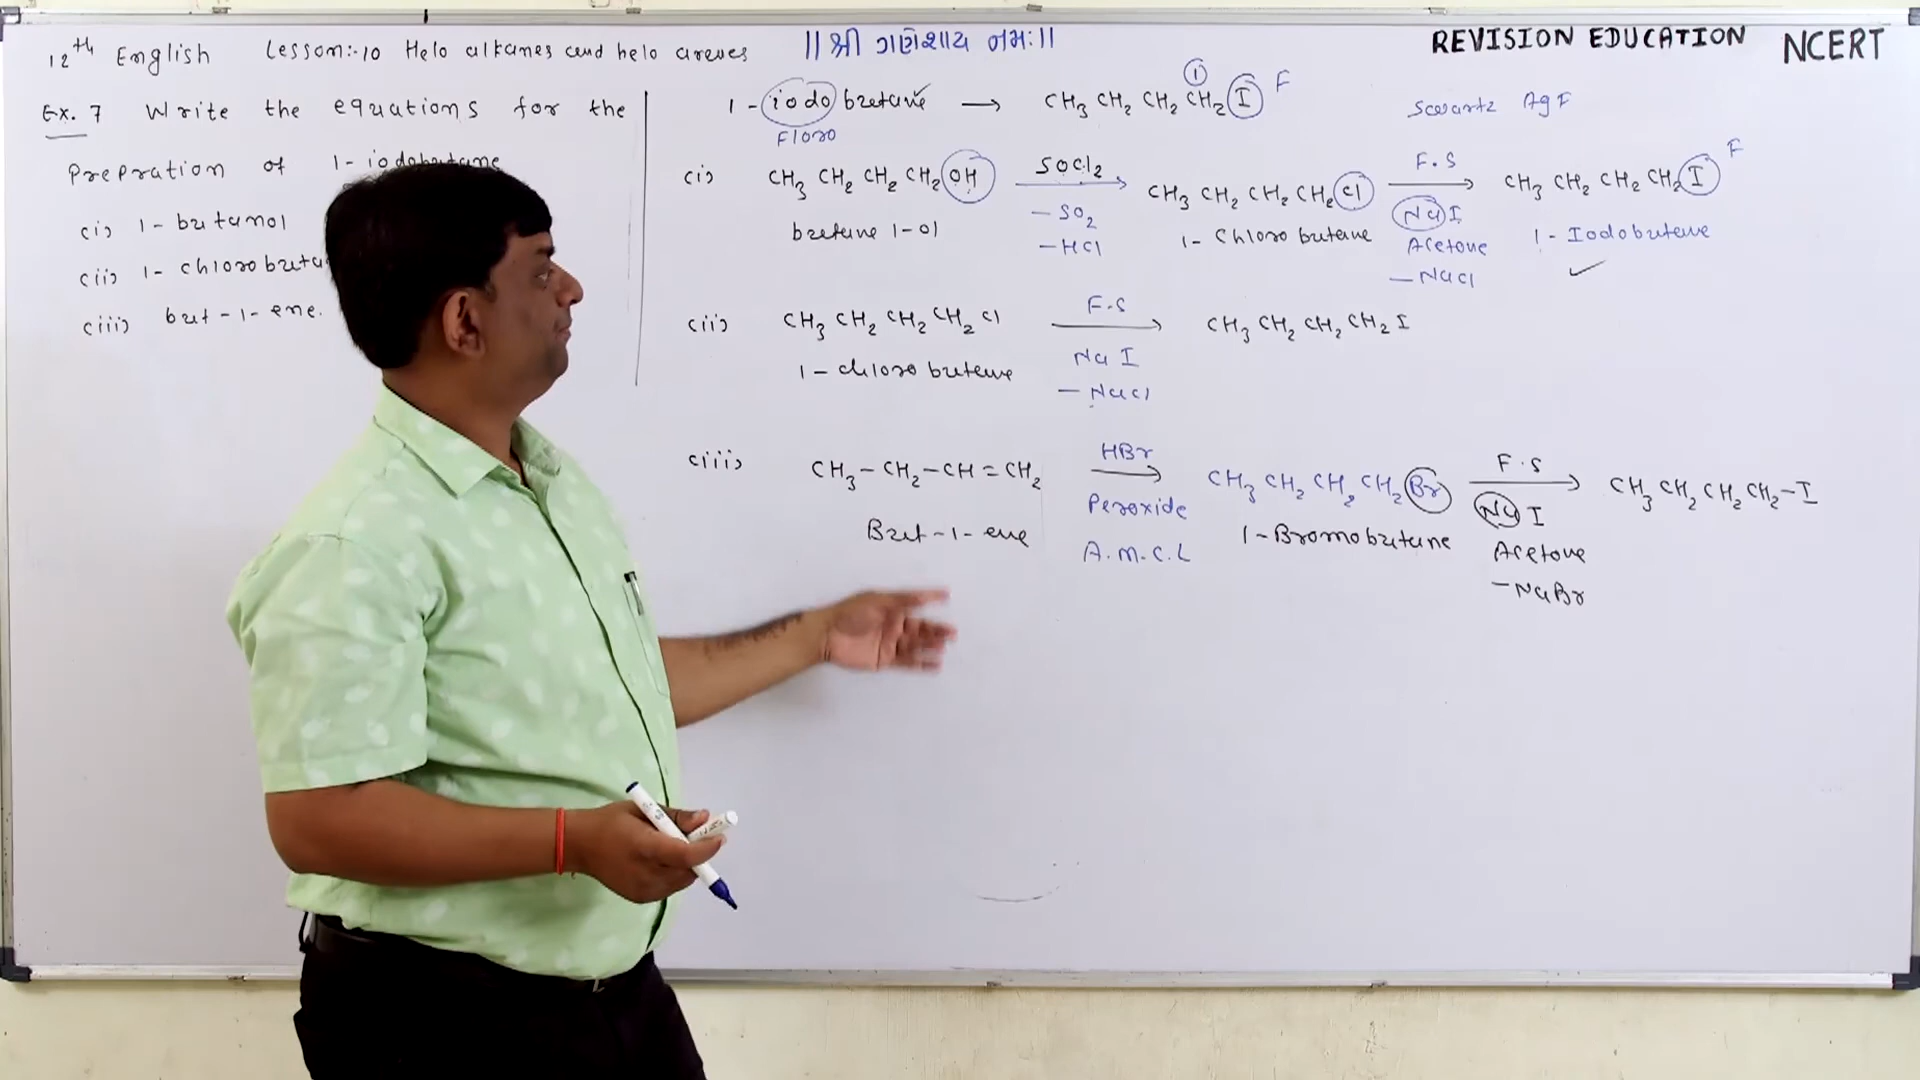 12th English Lesson:-10 Helo alkanes and helo arenes
|| श्री ગણેશાય નમઃ ||
REVISION EDUCATION NCERT
Ex. 7 Write the equations for the
Prepration of 1-iodobutane
(i) 1-butanol
(ii) 1-chlorobuta
(iii) but-1-ene.
1-iodo butane → CH3 CH2 CH2 CH2 I F
1
Floro
Swartz AgF
(i) CH3 CH2 CH2 CH2 OH SOCl2 CH3 CH2 CH2 CH2 Cl F.S CH3 CH2 CH2 CH2 I F
-SO2 NaI
butane 1-ol -HCl 1-Chloro butane Acetone 1-Iodobutane
-NaCl ✓
(ii) CH3 CH2 CH2 CH2 Cl F.S CH3 CH2 CH2 CH2 I
1-chloro butane NaI
-NaCl
(iii) CH3-CH2-CH=CH2 HBr CH3 CH2 CH2 CH2 Br F.S CH3 CH2 CH2 CH2-I
Peroxide NaI
But-1-ene A.M.C.L 1-Bromobutane Acetone
-NaBr